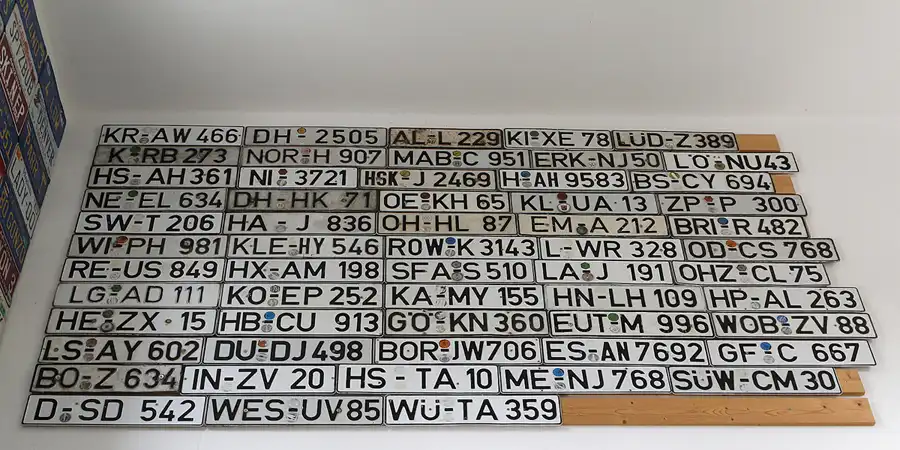 KR-AW 466 DH-2505 AL-L 229 KI-XE 78 LÜD-Z 389
K-RB 273 NOR-H 907 MAB-C 951 ERK-NJ 50 LÖ-NU 43
HS-AH 361 NI-3721 HSK-J 2469 H-AH 9583 BS-CY 694
NE-EL 634 DH-HK 71 OE-KH 65 KL-UA 13 ZP-P 300
SW-T 206 HA-J 836 OH-HL 87 EM-A 212 BRI-R 482
WI-PH 981 KLE-HY 546 ROW-K 3143 L-WR 328 OD-CS 768
RE-US 849 HX-AM 198 SFA-S 510 LA-J 191 OHZ-CL 75
LG-AD 111 KO-EP 252 KA-MY 155 HN-LH 109 HP-AL 263
HE-ZX 15 HB-CU 913 GÖ-KN 360 EUT-M 996 WOB-ZV 88
LS-AY 602 DU-DJ 498 BOR-JW 706 ES-AN 7692 GF-C 667
BO-Z 634 IN-ZV 20 HS-TA 10 ME-NJ 768 SÜW-CM 30
D-SD 542 WES-UV 85 WÜ-TA 359